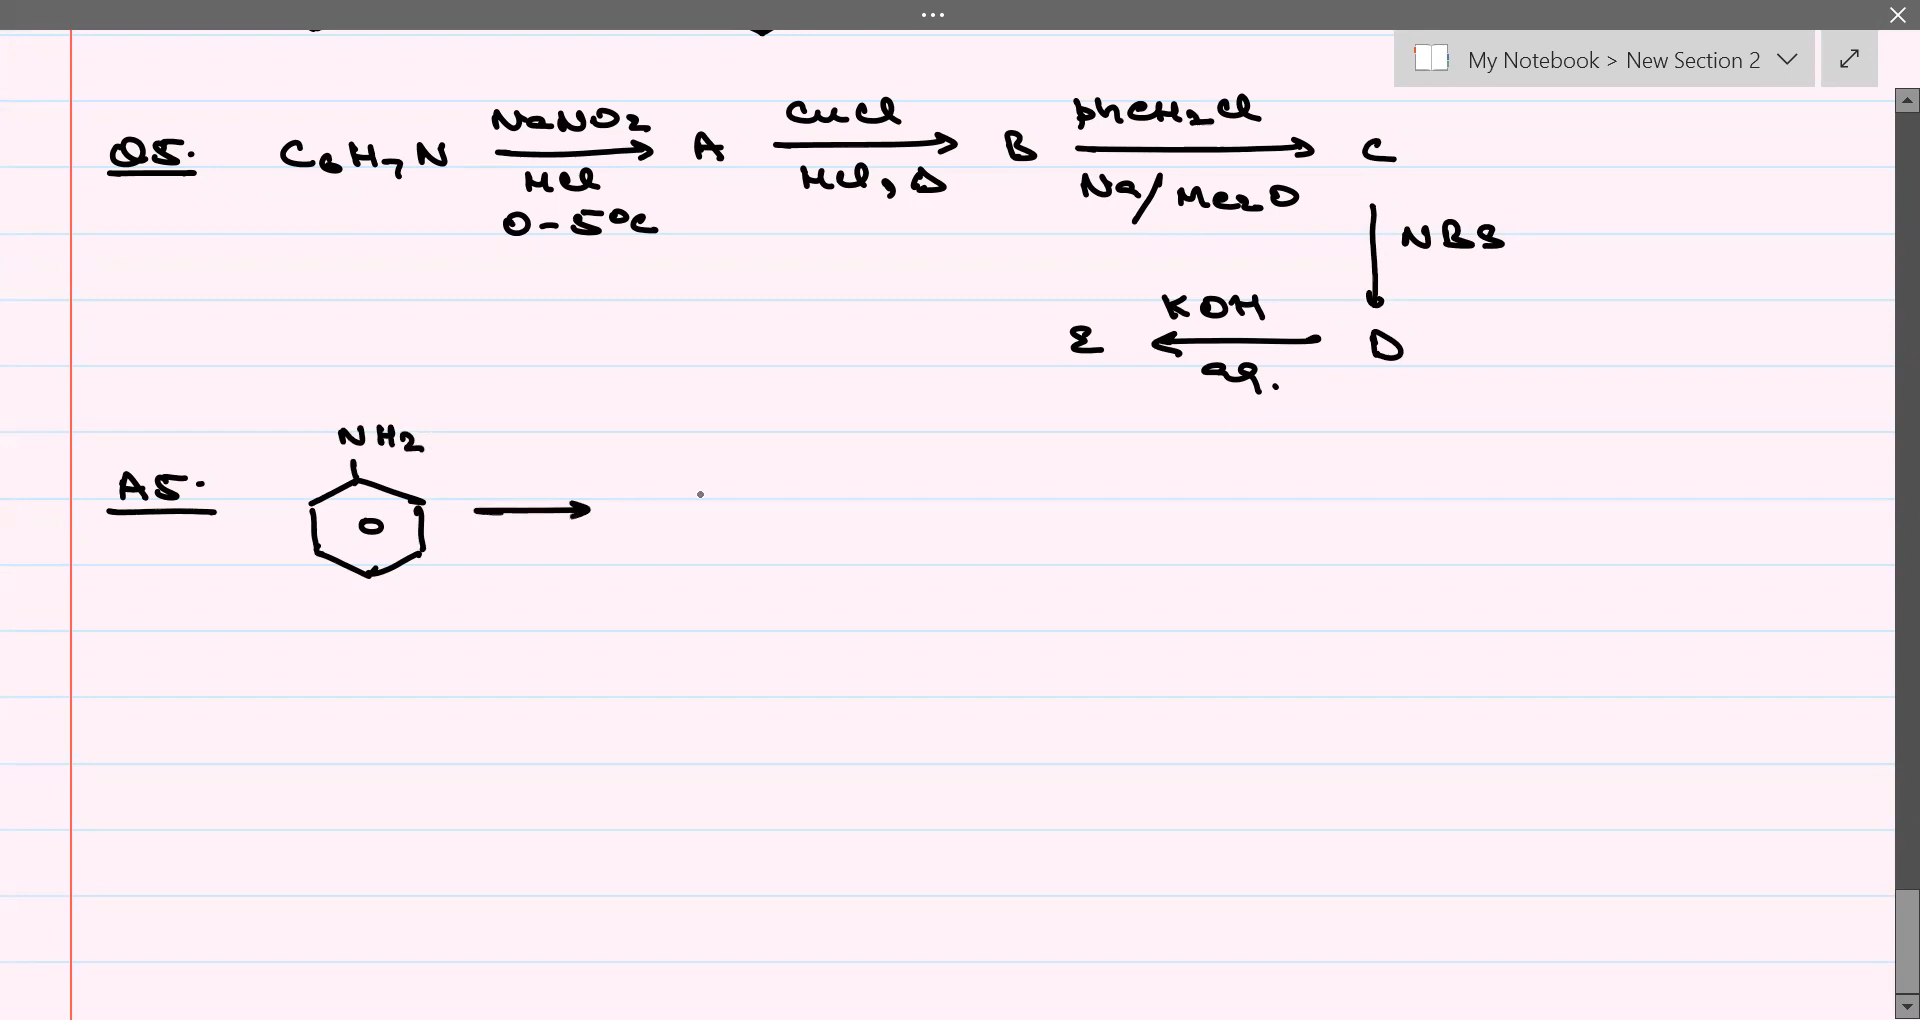 My Notebook > New Section 2
Q5. C6H7N NaNO2 A CuCl B PhCH2Cl C
HCl HCl, Δ Na/Me2O
0-5°C NBS
KOH
E D
aq.
NH2
A5.